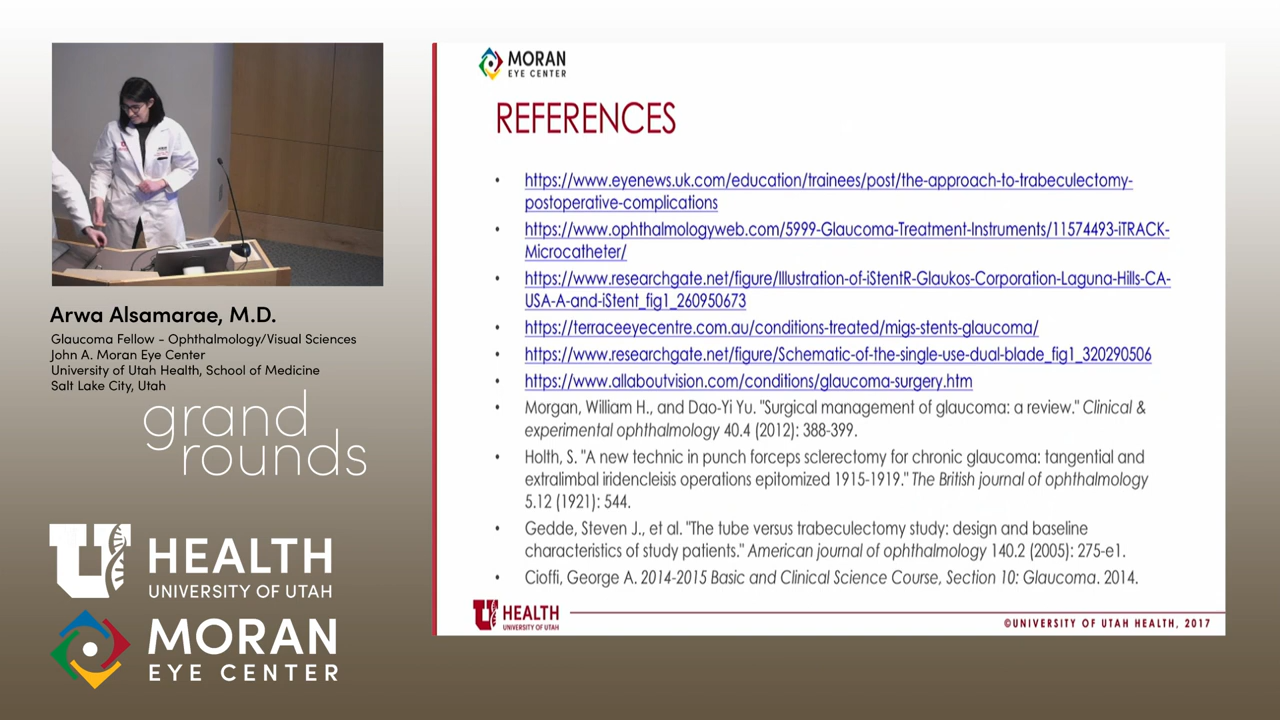 Arwa Alsamarae, M.D.
Glaucoma Fellow - Ophthalmology/Visual Sciences
John A. Moran Eye Center
University of Utah Health, School of Medicine
Salt Lake City, Utah
grand
rounds
U HEALTH
UNIVERSITY OF UTAH
MORAN
EYE CENTER
MORAN
EYE CENTER
REFERENCES
• https://www.eyenews.uk.com/education/trainees/post/the-approach-to-trabeculectomy-
postoperative-complications
• https://www.ophthalmologyweb.com/5999-Glaucoma-Treatment-Instruments/11574493-iTRACK-
Microcatheter/
• https://www.researchgate.net/figure/Illustration-of-iStentR-Glaukos-Corporation-Laguna-Hills-CA-
USA-A-and-iStent_fig1_260950673
• https://terraceeyecentre.com.au/conditions-treated/migs-stents-glaucoma/
• https://www.researchgate.net/figure/Schematic-of-the-single-use-dual-blade_fig1_320290506
• https://www.allaboutvision.com/conditions/glaucoma-surgery.htm
• Morgan, William H., and Dao-Yi Yu. "Surgical management of glaucoma: a review." Clinical &
experimental ophthalmology 40.4 (2012): 388-399.
• Holth, S. "A new technic in punch forceps sclerectomy for chronic glaucoma: tangential and
extralimbal iridencleisis operations epitomized 1915-1919." The British journal of ophthalmology
5.12 (1921): 544.
• Gedde, Steven J., et al. "The tube versus trabeculectomy study: design and baseline
characteristics of study patients." American journal of ophthalmology 140.2 (2005): 275-e1.
• Cioffi, George A. 2014-2015 Basic and Clinical Science Course, Section 10: Glaucoma. 2014.
U HEALTH
UNIVERSITY OF UTAH
©UNIVERSITY OF UTAH HEALTH, 2017